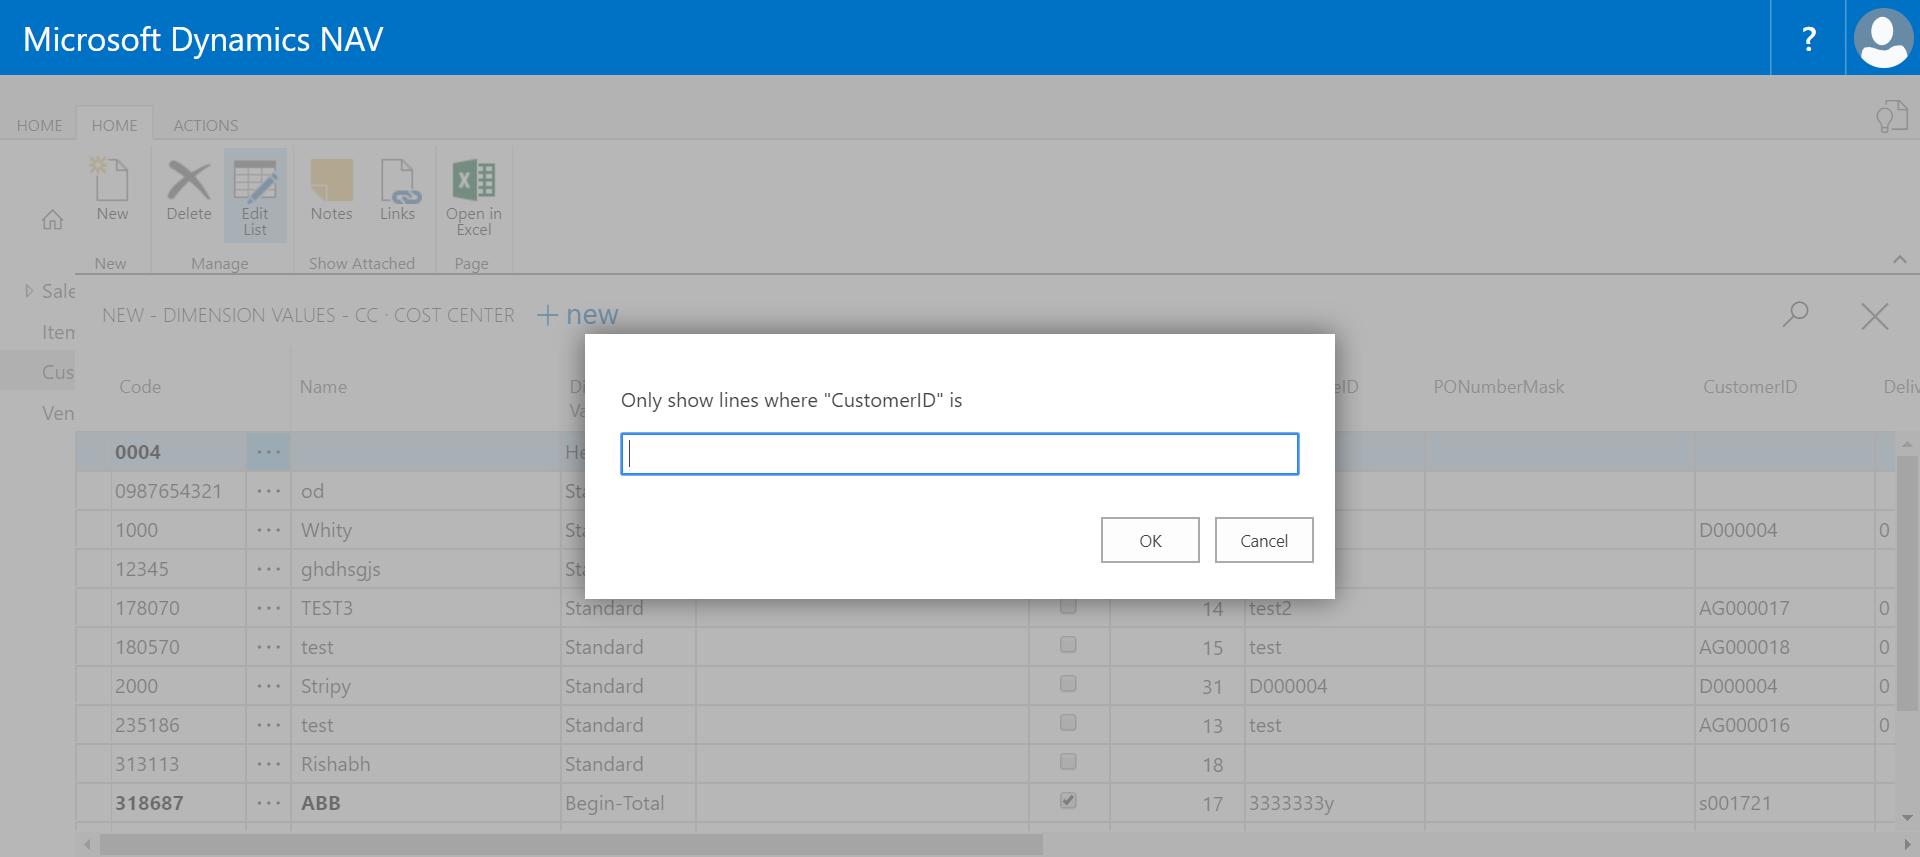 Microsoft Dynamics NAV
?
HOME HOME ACTIONS
New Delete Edit List Notes Links Open in Excel
New Manage Show Attached Page
Sale
Item
Cus
Ven
NEW - DIMENSION VALUES - CC · COST CENTER + new
Code Name Di Va eID PONumberMask CustomerID Deliv
Only show lines where "CustomerID" is
OK Cancel
0004 ··· He
0987654321 ··· od Sta
1000 ··· Whity Sta D000004 0
12345 ··· ghdhsgjs Sta
178070 ··· TEST3 Standard 14 test2 AG000017 0
180570 ··· test Standard 15 test AG000018 0
2000 ··· Stripy Standard 31 D000004 D000004 0
235186 ··· test Standard 13 test AG000016 0
313113 ··· Rishabh Standard 18
318687 ··· ABB Begin-Total 17 3333333y s001721